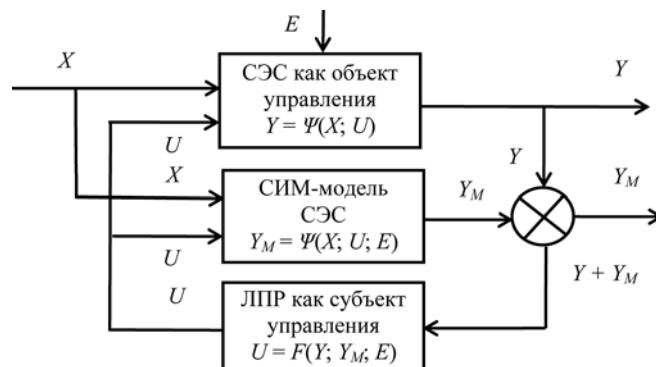 E
X
СЭС как объект
управления
Y = Ψ(X; U)
Y
U
X
Y
СИМ-модель
СЭС
Y_M = Ψ(X; U; E)
Y_M
Y_M
U
U
Y + Y_M
ЛПР как субъект
управления
U = F(Y; Y_M; E)